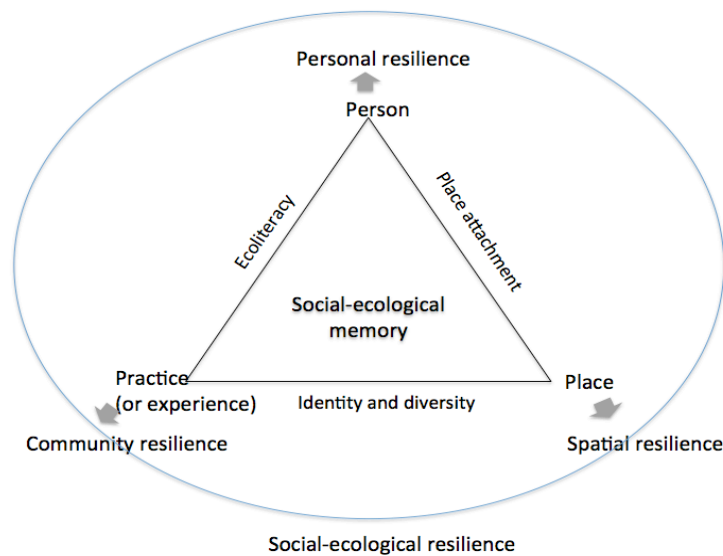 Personal resilience
Person
Ecoliteracy
Place attachment
Social-ecological
memory
Practice
(or experience)
Place
Identity and diversity
Community resilience
Spatial resilience
Social-ecological resilience